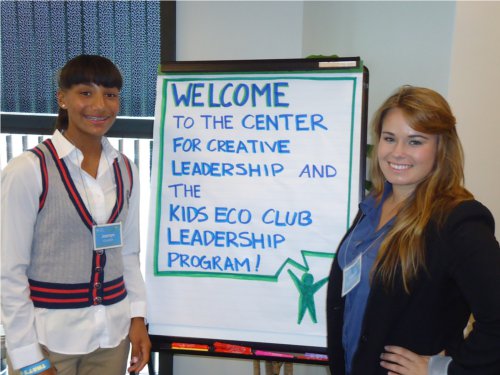 WELCOME
TO THE CENTER
FOR CREATIVE
LEADERSHIP AND
THE
KIDS ECO CLUB
LEADERSHIP
PROGRAM!